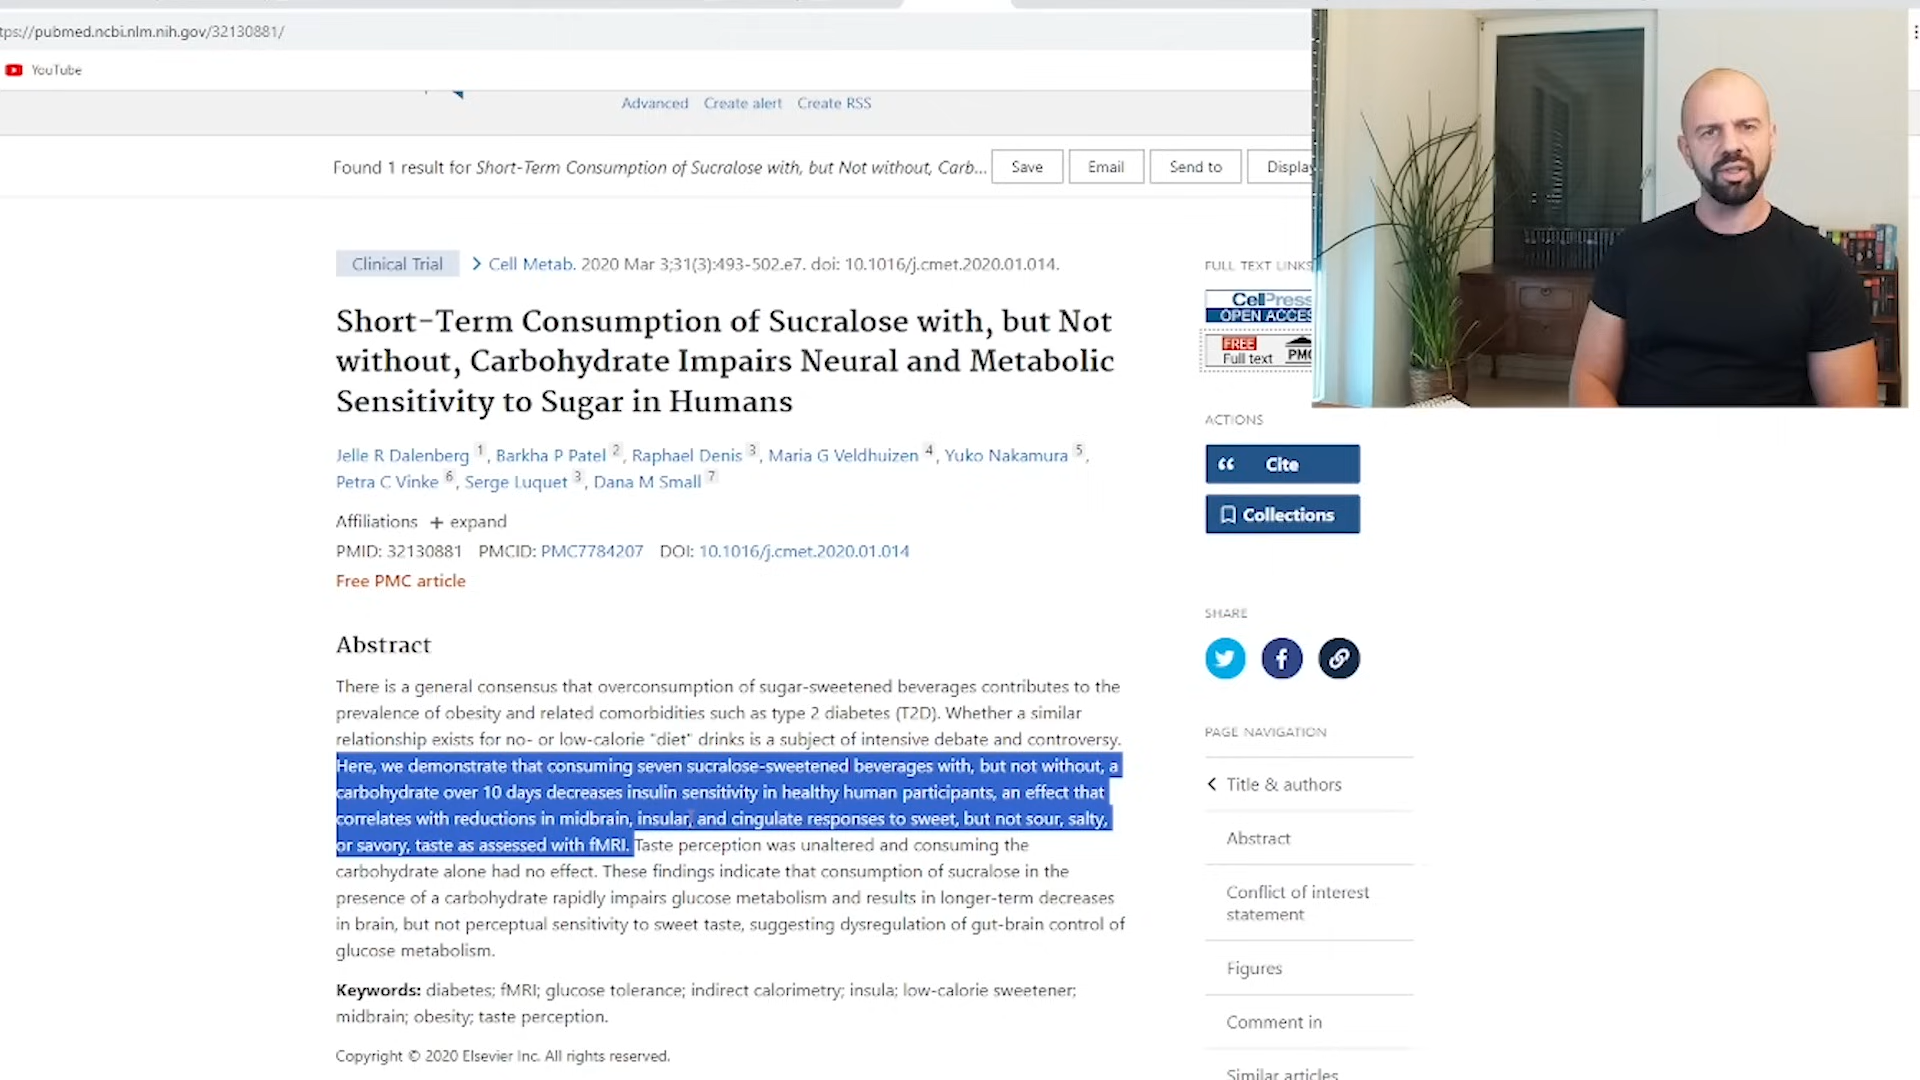 tps://pubmed.ncbi.nlm.nih.gov/32130881/
YouTube
Advanced Create alert Create RSS
Found 1 result for Short-Term Consumption of Sucralose with, but Not without, Carb... Save Email Send to Display
Clinical Trial > Cell Metab. 2020 Mar 3;31(3):493-502.e7. doi: 10.1016/j.cmet.2020.01.014.
Short-Term Consumption of Sucralose with, but Not
without, Carbohydrate Impairs Neural and Metabolic
Sensitivity to Sugar in Humans
Jelle R Dalenberg 1, Barkha P Patel 2, Raphael Denis 3, Maria G Veldhuizen 4, Yuko Nakamura 5,
Petra C Vinke 6, Serge Luquet 3, Dana M Small 7
Affiliations + expand
PMID: 32130881 PMCID: PMC7784207 DOI: 10.1016/j.cmet.2020.01.014
Free PMC article
Abstract
There is a general consensus that overconsumption of sugar-sweetened beverages contributes to the
prevalence of obesity and related comorbidities such as type 2 diabetes (T2D). Whether a similar
relationship exists for no- or low-calorie "diet" drinks is a subject of intensive debate and controversy.
Here, we demonstrate that consuming seven sucralose-sweetened beverages with, but not without, a
carbohydrate over 10 days decreases insulin sensitivity in healthy human participants, an effect that
correlates with reductions in midbrain, insular, and cingulate responses to sweet, but not sour, salty,
or savory, taste as assessed with fMRI. Taste perception was unaltered and consuming the
carbohydrate alone had no effect. These findings indicate that consumption of sucralose in the
presence of a carbohydrate rapidly impairs glucose metabolism and results in longer-term decreases
in brain, but not perceptual sensitivity to sweet taste, suggesting dysregulation of gut-brain control of
glucose metabolism.
Keywords: diabetes; fMRI; glucose tolerance; indirect calorimetry; insula; low-calorie sweetener;
midbrain; obesity; taste perception.
Copyright © 2020 Elsevier Inc. All rights reserved.
FULL TEXT LINKS
CellPress
OPEN ACCESS
FREE
Full text PMC
ACTIONS
Cite
Collections
SHARE
PAGE NAVIGATION
Title & authors
Abstract
Conflict of interest
statement
Figures
Comment in
Similar articles